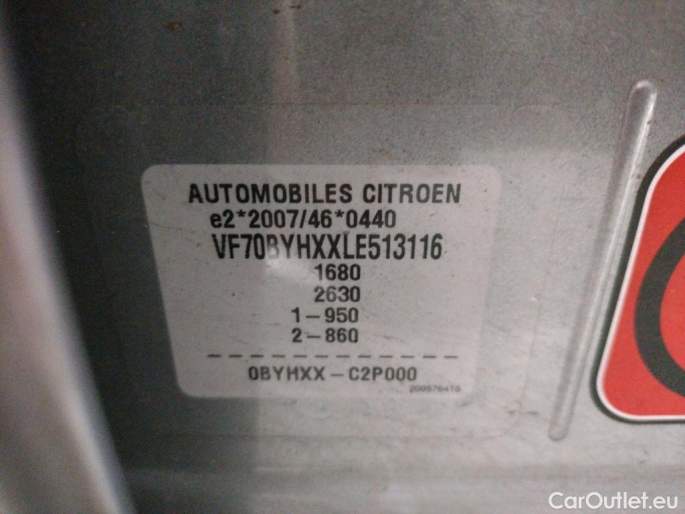 AUTOMOBILES CITROEN
e2*2007/46*0440
VF70BYHXXLE513116
1680
2630
1-950
2-860
0BYHXX-C2P000
CarOutlet.eu